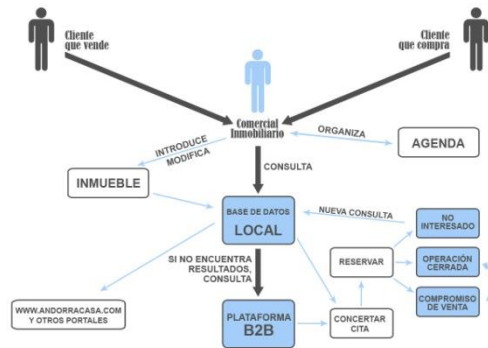 Cliente
que vende
Cliente
que compra
Comercial
Inmobiliario
ORGANIZA
AGENDA
INTRODUCE
MODIFICA
INMUEBLE
CONSULTA
BASE DE DATOS
LOCAL
NUEVA CONSULTA
NO
INTERESADO
SI NO ENCUENTRA
RESULTADOS,
CONSULTA
RESERVAR
OPERACIÓN
CERRADA
COMPROMISO
DE VENTA
WWW.ANDORRACASA.COM
Y OTROS PORTALES
PLATAFORMA
B2B
CONCERTAR
CITA